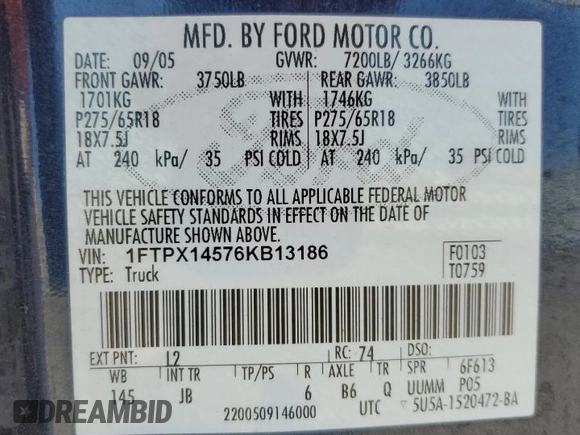 MFD. BY FORD MOTOR CO.
DATE: 09/05 GVWR: 7200LB/ 3266KG
FRONT GAWR: 3750LB REAR GAWR: 3850LB
1701KG WITH 1746KG WITH
P275/65R18 TIRES P275/65R18 TIRES
18X7.5J RIMS 18X7.5J RIMS
AT 240 kPa/ 35 PSI COLD AT 240 kPa/ 35 PSI COLD
THIS VEHICLE CONFORMS TO ALL APPLICABLE FEDERAL MOTOR
VEHICLE SAFETY STANDARDS IN EFFECT ON THE DATE OF
MANUFACTURE SHOWN ABOVE.
VIN: 1FTPX14576KB13186 F0103
TYPE: Truck T0759
EXT PNT: L2 RC: 74 DSO:
WB INT TR TP/PS R AXLE TR SPR 6F613
145 JB 6 B6 Q UUMM P05
2200509146000 UTC 5U5A-1520472-BA
DREAMBID